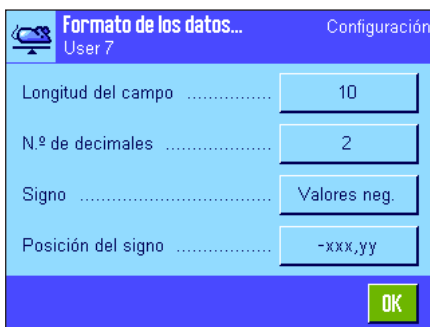 Formato de los datos... Configuración
User 7
Longitud del campo ................ 10
N.º de decimales ................... 2
Signo .................................. Valores neg.
Posición del signo ................. -xxx,yy
OK